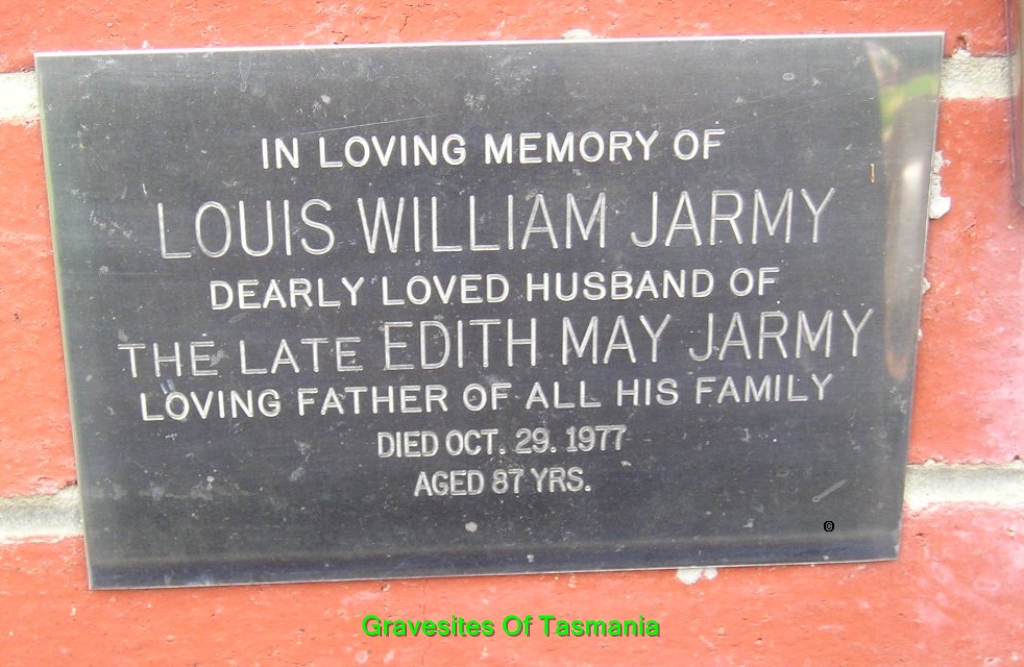 IN LOVING MEMORY OF
LOUIS WILLIAM JARMY
DEARLY LOVED HUSBAND OF
THE LATE EDITH MAY JARMY
LOVING FATHER OF ALL HIS FAMILY
DIED OCT. 29. 1977
AGED 87 YRS.
©
Gravesites Of Tasmania